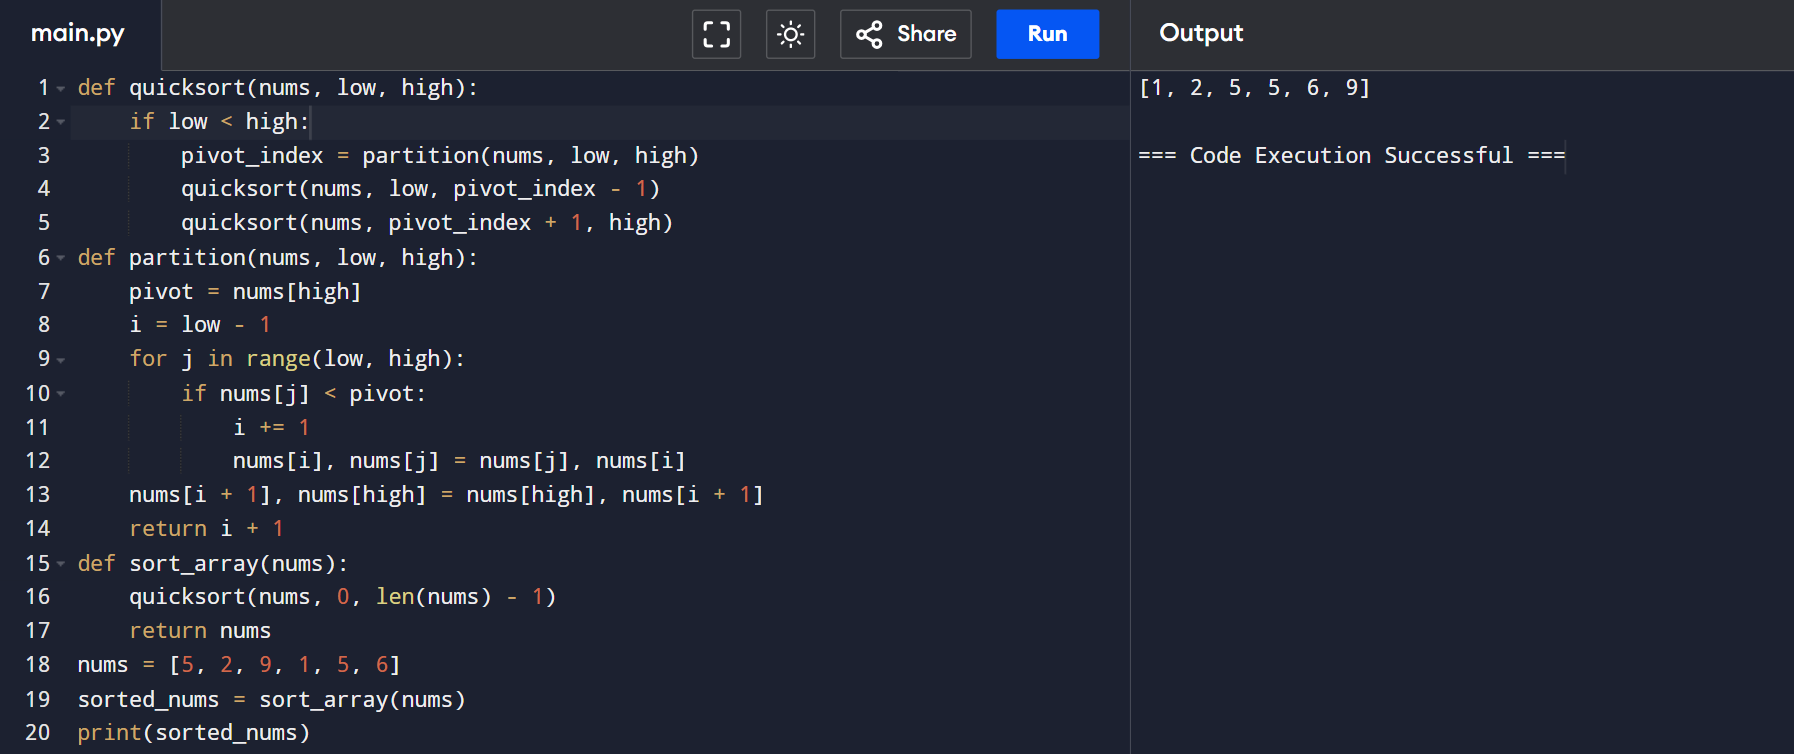 main.py
Share
Run
Output
1 def quicksort(nums, low, high):
2     if low < high:
3         pivot_index = partition(nums, low, high)
4         quicksort(nums, low, pivot_index - 1)
5         quicksort(nums, pivot_index + 1, high)
6 def partition(nums, low, high):
7     pivot = nums[high]
8     i = low - 1
9     for j in range(low, high):
10         if nums[j] < pivot:
11             i += 1
12             nums[i], nums[j] = nums[j], nums[i]
13     nums[i + 1], nums[high] = nums[high], nums[i + 1]
14     return i + 1
15 def sort_array(nums):
16     quicksort(nums, 0, len(nums) - 1)
17     return nums
18 nums = [5, 2, 9, 1, 5, 6]
19 sorted_nums = sort_array(nums)
20 print(sorted_nums)
[1, 2, 5, 5, 6, 9]
=== Code Execution Successful ===